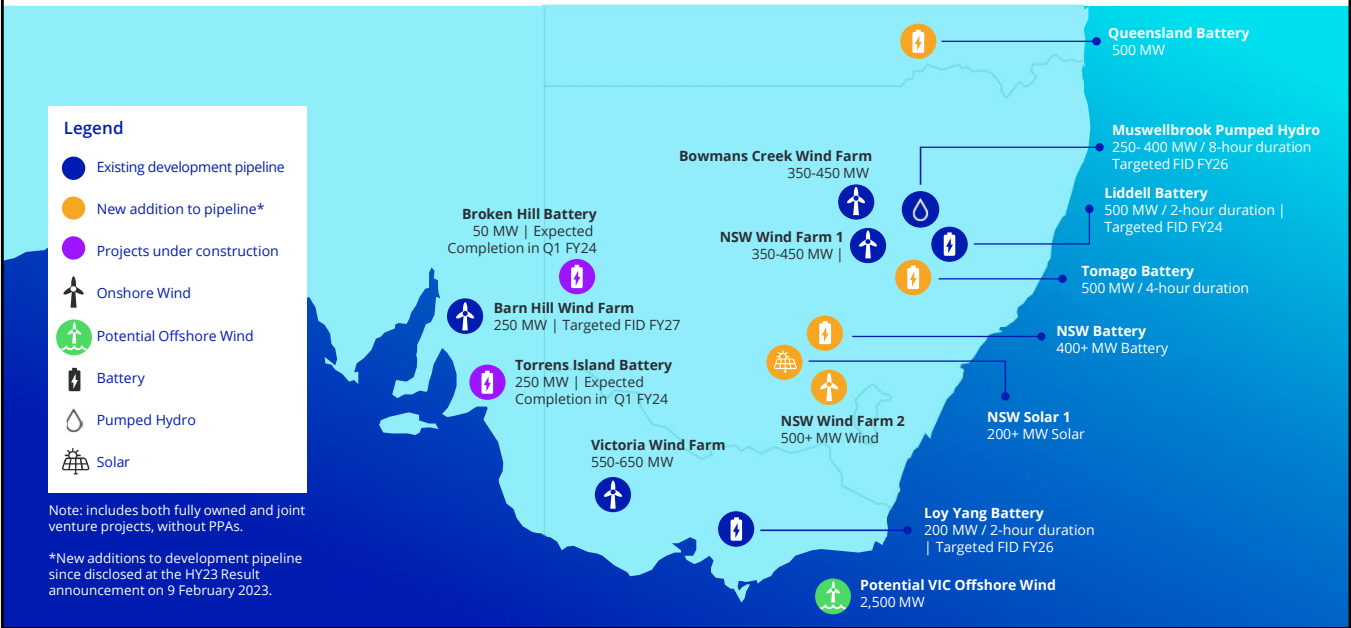 Legend
Existing development pipeline
New addition to pipeline*
Projects under construction
Onshore Wind
Potential Offshore Wind
Battery
Pumped Hydro
Solar
Note: includes both fully owned and joint
venture projects, without PPAs.
*New additions to development pipeline
since disclosed at the HY23 Result
announcement on 9 February 2023.
Queensland Battery
500 MW
Muswellbrook Pumped Hydro
250- 400 MW / 8-hour duration
Targeted FID FY26
Bowmans Creek Wind Farm
350-450 MW
Liddell Battery
500 MW / 2-hour duration |
Targeted FID FY24
Broken Hill Battery
50 MW | Expected
Completion in Q1 FY24
NSW Wind Farm 1
350-450 MW |
Tomago Battery
500 MW / 4-hour duration
Barn Hill Wind Farm
250 MW | Targeted FID FY27
NSW Battery
400+ MW Battery
Torrens Island Battery
250 MW | Expected
Completion in Q1 FY24
NSW Wind Farm 2
500+ MW Wind
NSW Solar 1
200+ MW Solar
Victoria Wind Farm
550-650 MW
Loy Yang Battery
200 MW / 2-hour duration
| Targeted FID FY26
Potential VIC Offshore Wind
2,500 MW